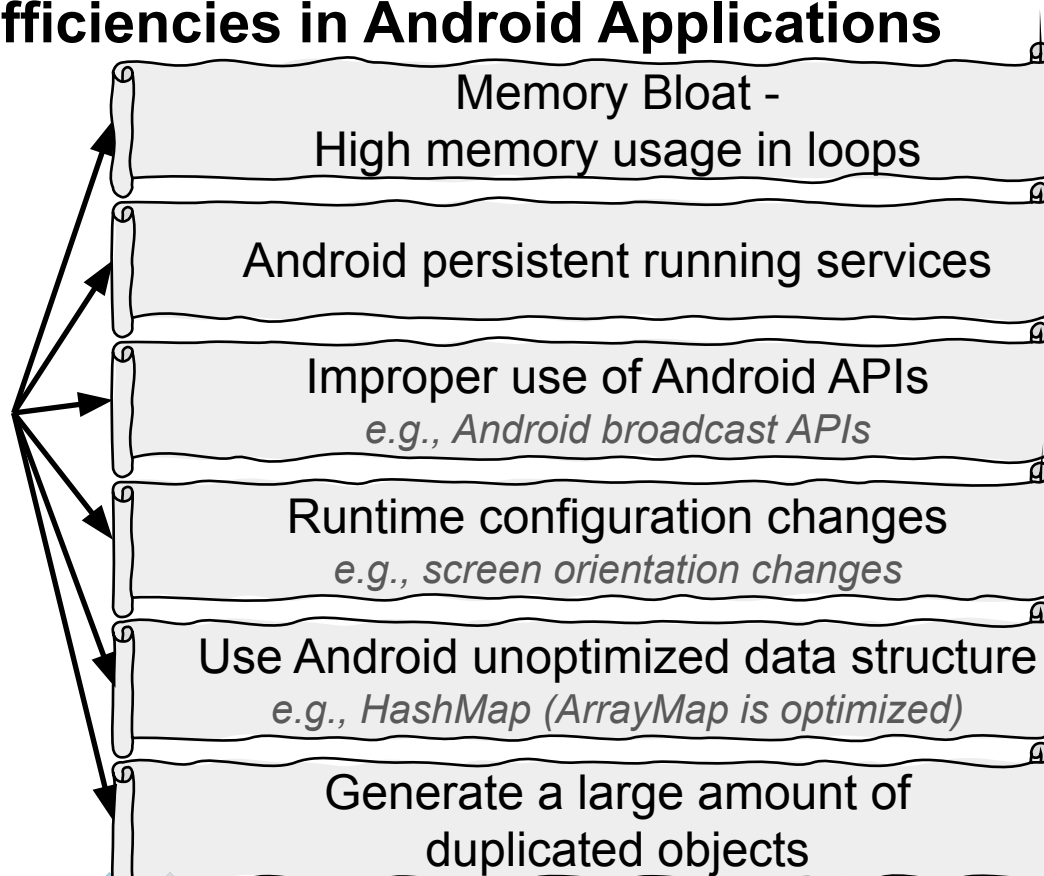 fficiencies in Android Applications
Memory Bloat -
High memory usage in loops
Android persistent running services
Improper use of Android APIs
e.g., Android broadcast APIs
Runtime configuration changes
e.g., screen orientation changes
Use Android unoptimized data structure
e.g., HashMap (ArrayMap is optimized)
Generate a large amount of
duplicated objects